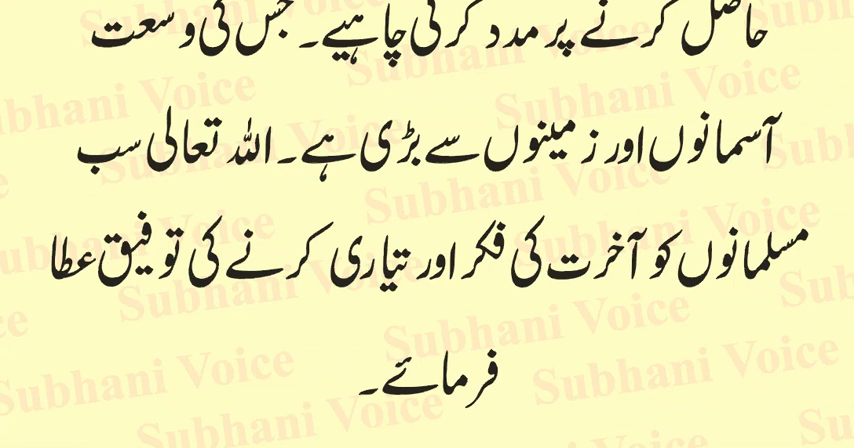 حاصل کرنے پر مدد کرنی چاہیے۔ جس کی وسعت
آسمانوں اور زمینوں سے بڑی ہے۔ اللہ تعالی سب
مسلمانوں کو آخرت کی فکر اور تیاری کرنے کی توفیق عطا
فرمائے۔
Subhani Voice